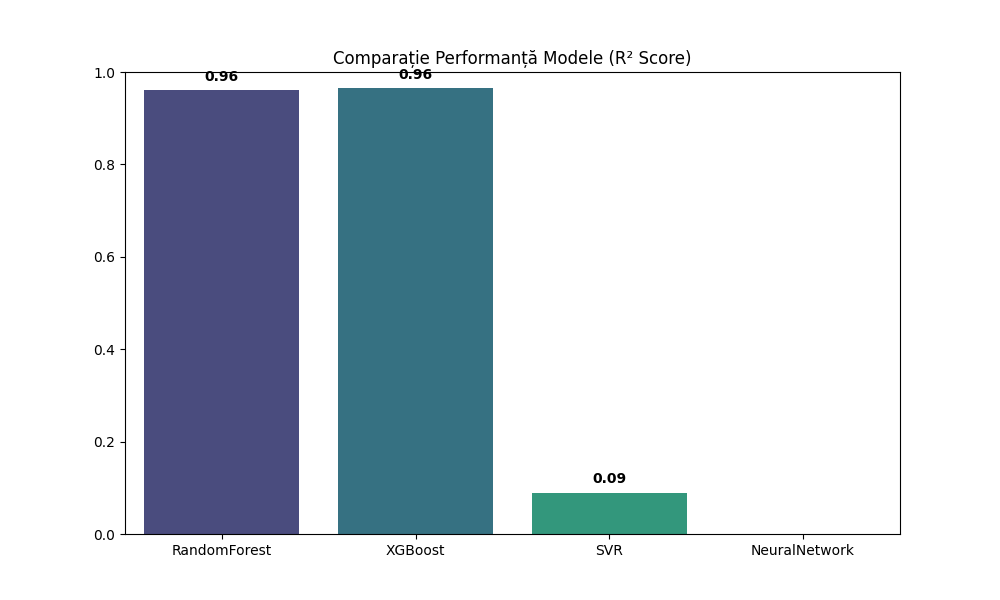 Comparație Performanță Modele (R² Score)
1.0
0.96
0.96
0.8
0.6
0.4
0.2
0.09
0.0
RandomForest
XGBoost
SVR
NeuralNetwork